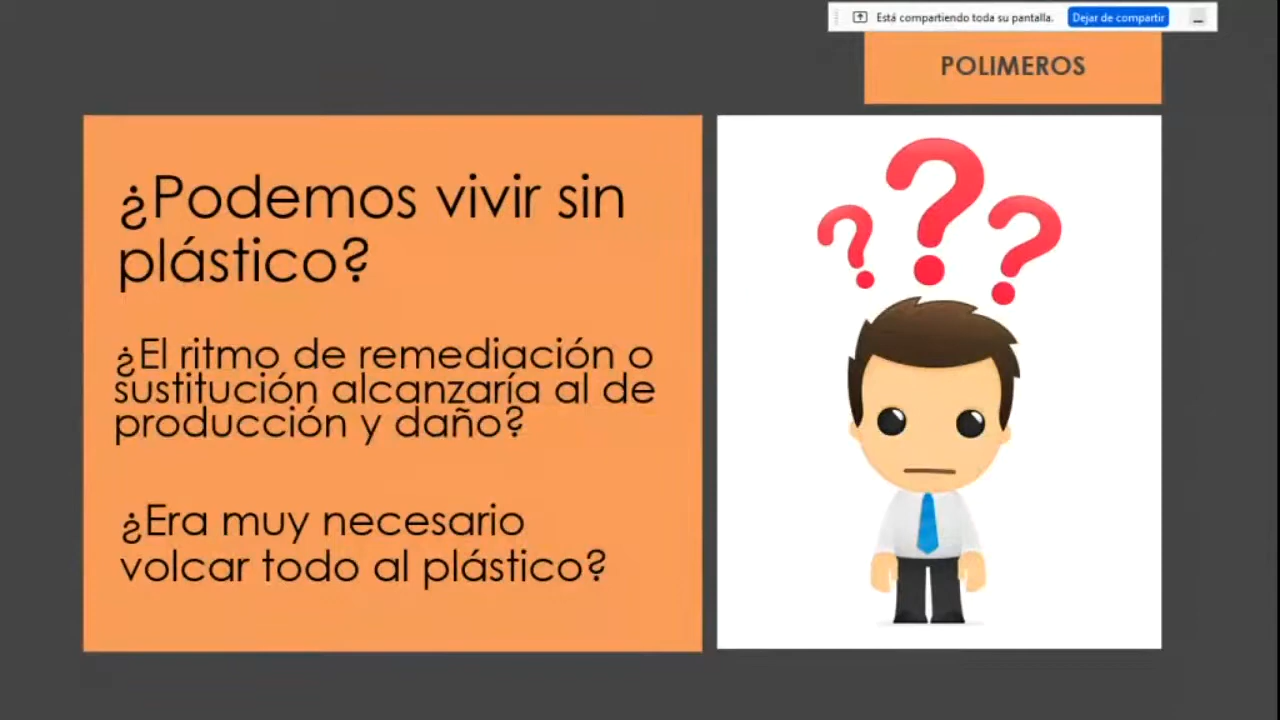 Está compartiendo toda su pantalla. Dejar de compartir
POLIMEROS
¿Podemos vivir sin
plástico?
¿El ritmo de remediación o
sustitución alcanzaría al de
producción y daño?
¿Era muy necesario
volcar todo al plástico?
???